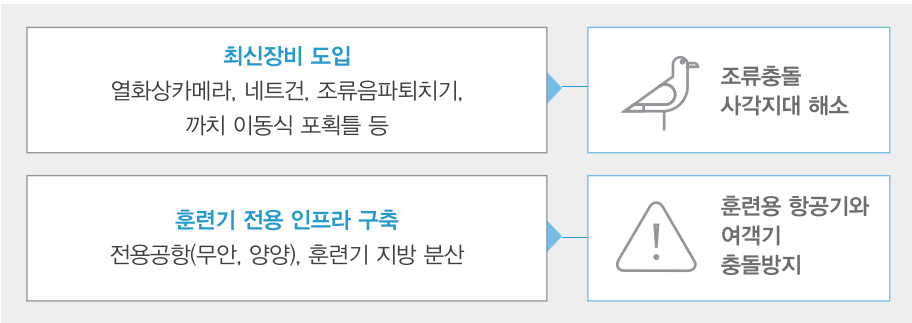 최신장비 도입
열화상카메라, 네트건, 조류음파퇴치기,
까치 이동식 포획틀 등
조류충돌
사각지대 해소
훈련기 전용 인프라 구축
전용공항(무안, 양양), 훈련기 지방 분산
훈련용 항공기와
여객기
충돌방지